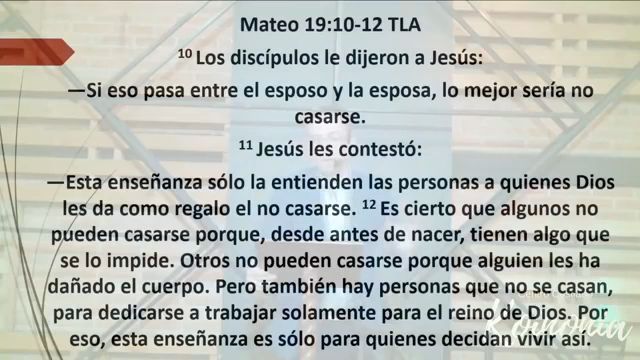 Mateo 19:10-12 TLA
10 Los discípulos le dijeron a Jesús:
—Si eso pasa entre el esposo y la esposa, lo mejor sería no
casarse.
11 Jesús les contestó:
—Esta enseñanza sólo la entienden las personas a quienes Dios
les da como regalo el no casarse. 12 Es cierto que algunos no
pueden casarse porque, desde antes de nacer, tienen algo que
se lo impide. Otros no pueden casarse porque alguien les ha
dañado el cuerpo. Pero también hay personas que no se casan,
para dedicarse a trabajar solamente para el reino de Dios. Por
eso, esta enseñanza es sólo para quienes decidan vivir así.
Koinonía